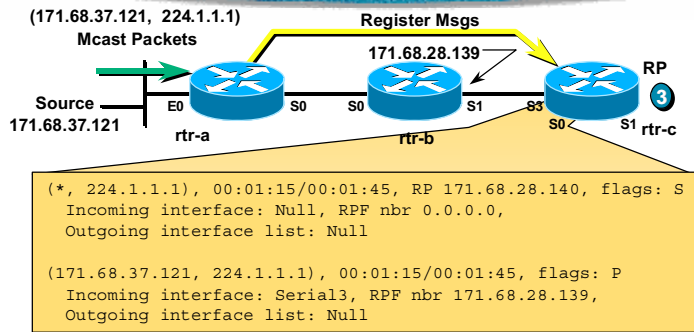 (171.68.37.121, 224.1.1.1)
Mcast Packets
Register Msgs
171.68.28.139
RP
3
Source
171.68.37.121
E0
S0
S0
S1
S3
S0
S1
rtr-a
rtr-b
rtr-c
(*, 224.1.1.1), 00:01:15/00:01:45, RP 171.68.28.140, flags: S
Incoming interface: Null, RPF nbr 0.0.0.0,
Outgoing interface list: Null
(171.68.37.121, 224.1.1.1), 00:01:15/00:01:45, flags: P
Incoming interface: Serial3, RPF nbr 171.68.28.139,
Outgoing interface list: Null